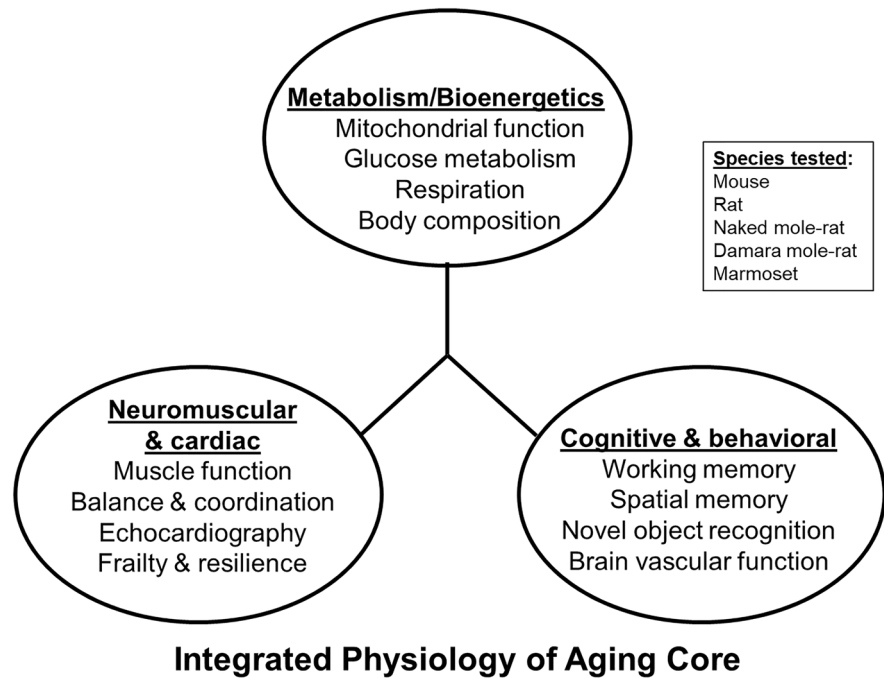 Metabolism/Bioenergetics
Mitochondrial function
Glucose metabolism
Respiration
Body composition
Species tested:
Mouse
Rat
Naked mole-rat
Damara mole-rat
Marmoset
Neuromuscular
& cardiac
Muscle function
Balance & coordination
Echocardiography
Frailty & resilience
Cognitive & behavioral
Working memory
Spatial memory
Novel object recognition
Brain vascular function
Integrated Physiology of Aging Core